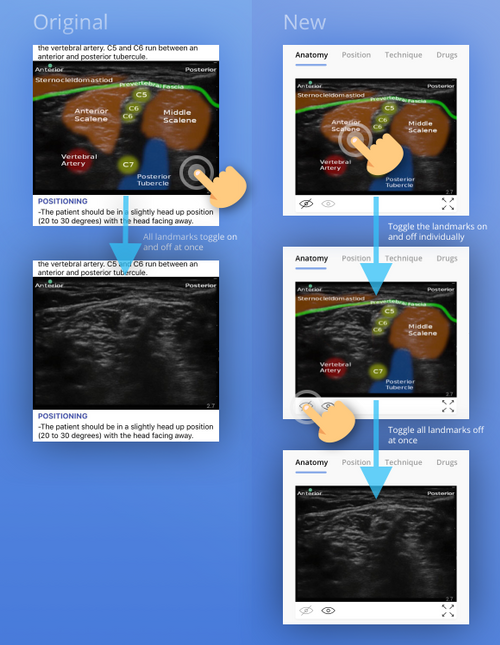 Original
the vertebral artery. C5 and C6 run between an
anterior and posterior tubercule.
Anterior
Posterior
Sternocleidomastiod
Prevertebral Fascia
C5
C6
C6
Anterior
Scalene
Middle
Scalene
Vertebral
Artery
C7
Posterior
Tubercle
POSITIONING
-The patient should be in a slightly head up position
(20 to 30 degrees) with the head facing away.
All landmarks toggle on
and off at once
the vertebral artery. C5 and C6 run between an
anterior and posterior tubercule.
Anterior
Posterior
2.7
POSITIONING
-The patient should be in a slightly head up position
(20 to 30 degrees) with the head facing away.
New
Anatomy Position Technique Drugs
Anterior
Posterior
Sternocleidomastiod
Prevertebral Fascia
C5
C6
C6
Anterior
Scalene
Middle
Scalene
Vertebral
Artery
C7
Posterior
Tubercle
2.7
Toggle the landmarks on
and off individually
Anatomy Position Technique Drugs
Anterior
Posterior
Sternocleidomastiod
Prevertebral Fascia
C5
C6
C6
Middle
Scalene
Vertebral
Artery
C7
Posterior
Tubercle
2.7
Toggle all landmarks off
at once
Anatomy Position Technique Drugs
Anterior
Posterior
2.7